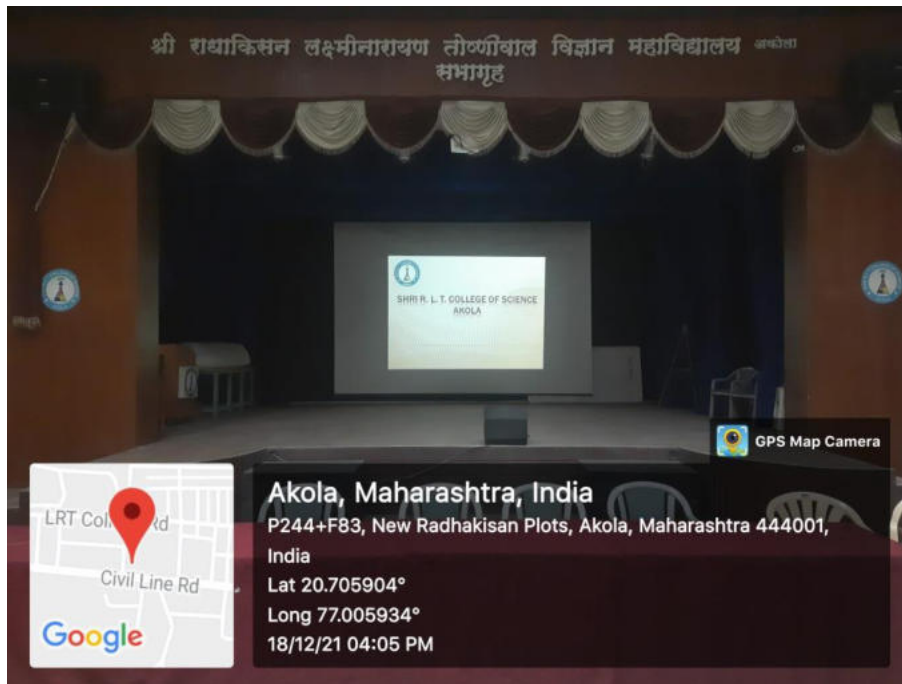 श्री राधाकिसन लक्ष्मीनारायण तोष्णीवाल विज्ञान महाविद्यालय अकोला
सभागृह
SHRI R. L. T. COLLEGE OF SCIENCE
AKOLA
GPS Map Camera
LRT Rd
Civil Line Rd
Google
Akola, Maharashtra, India
P244+F83, New Radhakisan Plots, Akola, Maharashtra 444001,
India
Lat 20.705904°
Long 77.005934°
18/12/21 04:05 PM